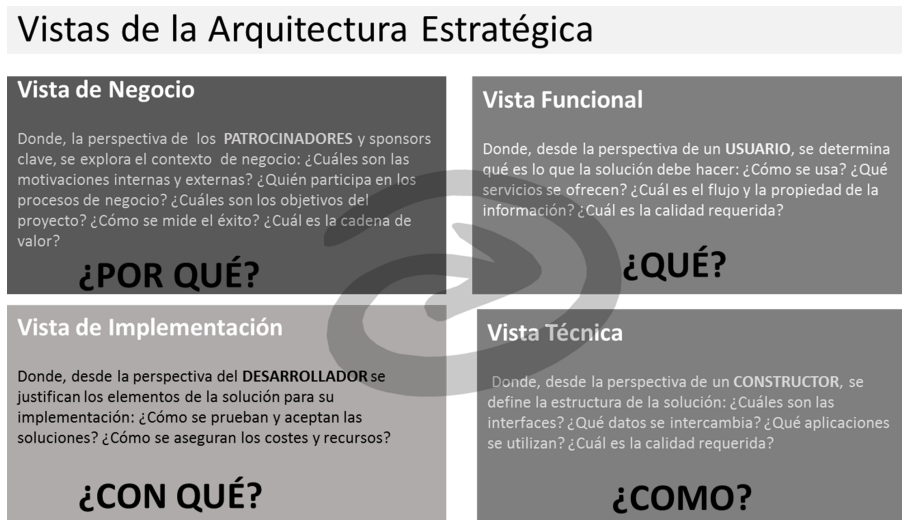 Vistas de la Arquitectura Estratégica
Vista de Negocio
Donde, la perspectiva de los PATROCINADORES y sponsors
clave, se explora el contexto de negocio: ¿Cuáles son las
motivaciones internas y externas? ¿Quién participa en los
procesos de negocio? ¿Cuáles son los objetivos del
proyecto? ¿Cómo se mide el éxito? ¿Cuál es la cadena de
valor?
¿POR QUÉ?
Vista Funcional
Donde, desde la perspectiva de un USUARIO, se determina
qué es lo que la solución debe hacer: ¿Cómo se usa? ¿Qué
servicios se ofrecen? ¿Cuál es el flujo y la propiedad de la
información? ¿Cuál es la calidad requerida?
¿QUÉ?
Vista de Implementación
Donde, desde la perspectiva del DESARROLLADOR se
justifican los elementos de la solución para su
implementación: ¿Cómo se prueban y aceptan las
soluciones? ¿Cómo se aseguran los costes y recursos?
¿CON QUÉ?
Vista Técnica
Donde, desde la perspectiva de un CONSTRUCTOR, se
define la estructura de la solución: ¿Cuáles son las
interfaces? ¿Qué datos se intercambia? ¿Qué aplicaciones
se utilizan? ¿Cuál es la calidad requerida?
¿COMO?